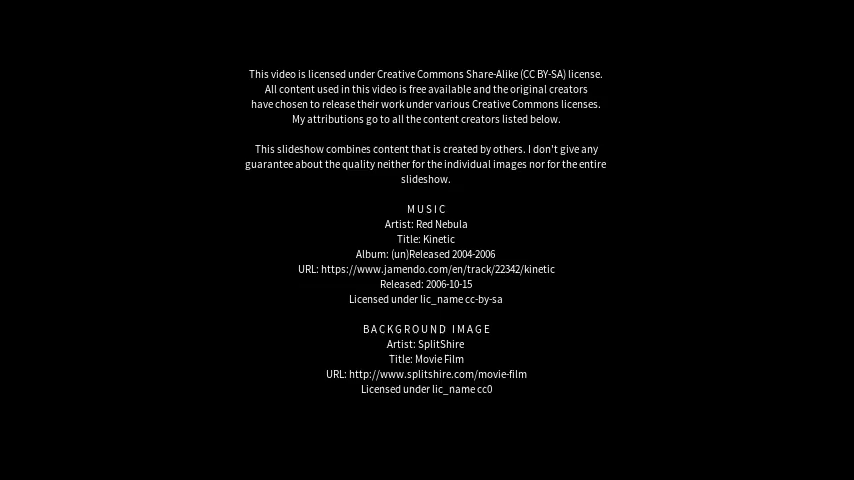 This video is licensed under Creative Commons Share-Alike (CC BY-SA) license.
All content used in this video is free available and the original creators
have chosen to release their work under various Creative Commons licenses.
My attributions go to all the content creators listed below.
This slideshow combines content that is created by others. I don't give any
guarantee about the quality neither for the individual images nor for the entire
slideshow.
MUSIC
Artist: Red Nebula
Title: Kinetic
Album: (un)Released 2004-2006
URL: https://www.jamendo.com/en/track/22342/kinetic
Released: 2006-10-15
Licensed under lic_name cc-by-sa
BACKGROUND IMAGE
Artist: SplitShire
Title: Movie Film
URL: http://www.splitshire.com/movie-film
Licensed under lic_name cc0